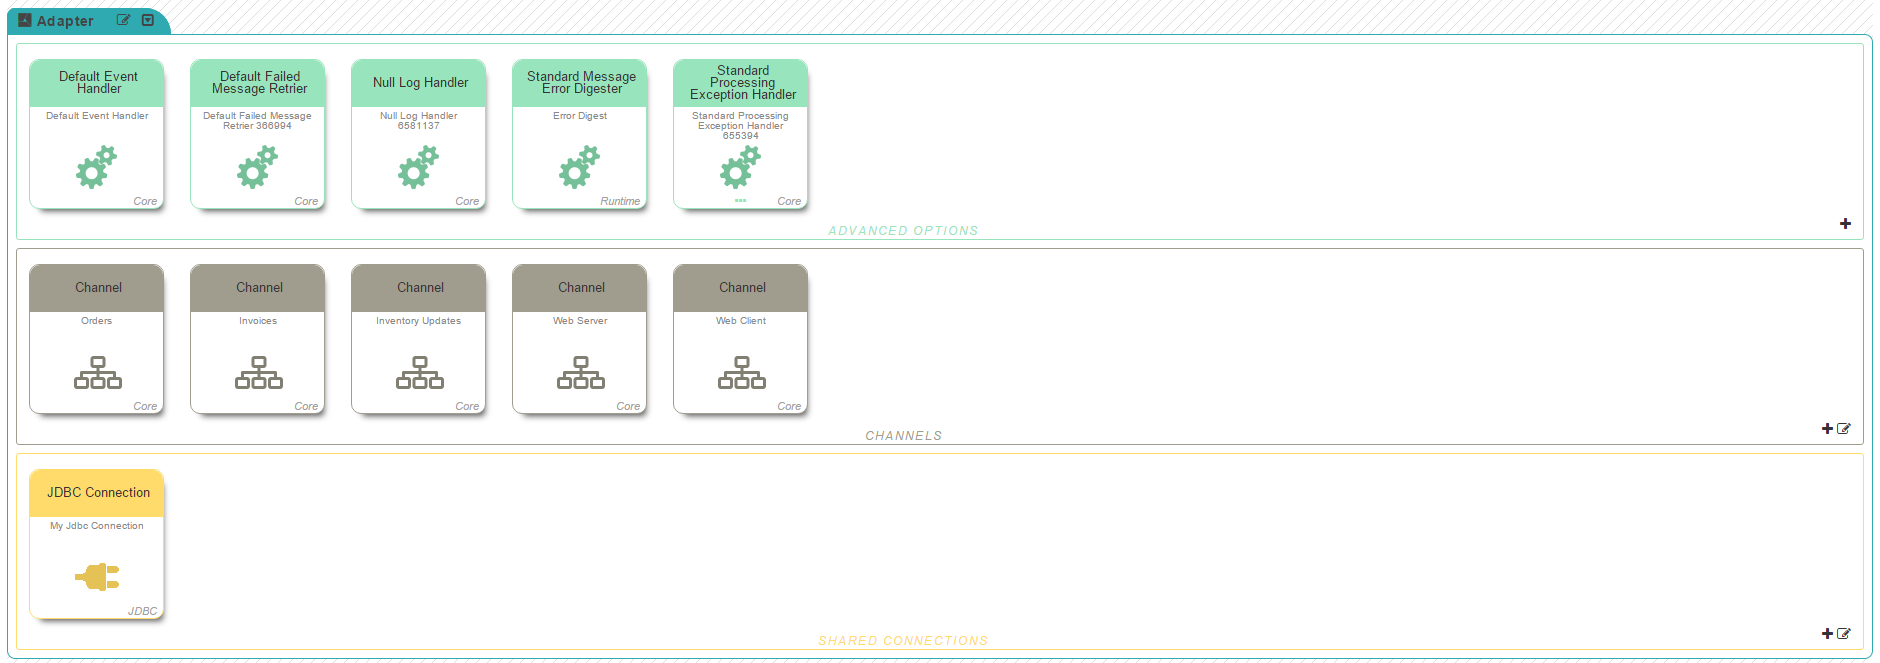 Adapter
Default Event
Handler
Default Event Handler
Core
Default Failed
Message Retrier
Default Failed Message
Retrier 366994
Core
Null Log Handler
Null Log Handler
6581137
Core
Standard Message
Error Digester
Error Digest
Runtime
Standard
Processing
Exception Handler
Standard Processing
Exception Handler
655394
Core
ADVANCED OPTIONS
Channel
Orders
Core
Channel
Invoices
Core
Channel
Inventory Updates
Core
Channel
Web Server
Core
Channel
Web Client
Core
CHANNELS
JDBC Connection
My Jdbc Connection
JDBC
SHARED CONNECTIONS